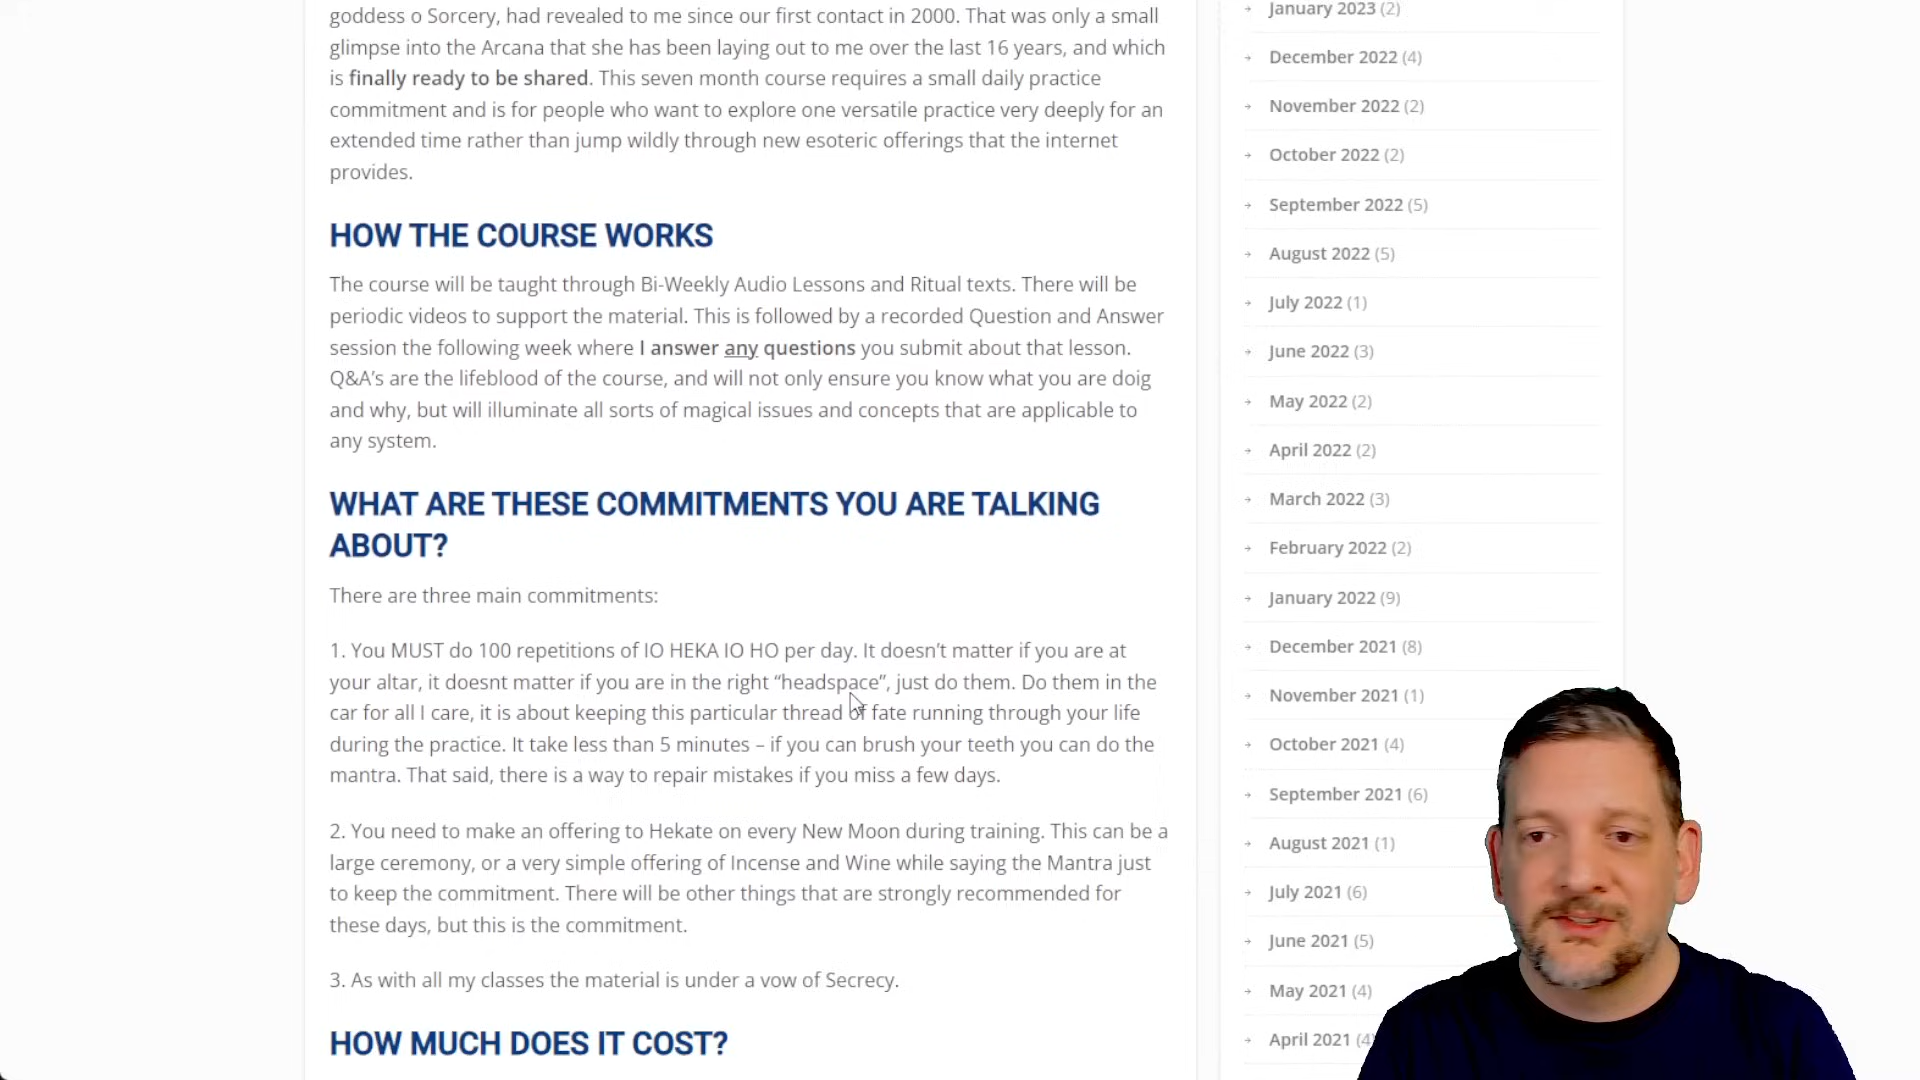 goddess o Sorcery, had revealed to me since our first contact in 2000. That was only a small
glimpse into the Arcana that she has been laying out to me over the last 16 years, and which
is finally ready to be shared. This seven month course requires a small daily practice
commitment and is for people who want to explore one versatile practice very deeply for an
extended time rather than jump wildly through new esoteric offerings that the internet
provides.
HOW THE COURSE WORKS
The course will be taught through Bi-Weekly Audio Lessons and Ritual texts. There will be
periodic videos to support the material. This is followed by a recorded Question and Answer
session the following week where I answer any questions you submit about that lesson.
Q&A’s are the lifeblood of the course, and will not only ensure you know what you are doig
and why, but will illuminate all sorts of magical issues and concepts that are applicable to
any system.
WHAT ARE THESE COMMITMENTS YOU ARE TALKING
ABOUT?
There are three main commitments:
1. You MUST do 100 repetitions of IO HEKA IO HO per day. It doesn’t matter if you are at
your altar, it doesnt matter if you are in the right “headspace”, just do them. Do them in the
car for all I care, it is about keeping this particular thread of fate running through your life
during the practice. It take less than 5 minutes – if you can brush your teeth you can do the
mantra. That said, there is a way to repair mistakes if you miss a few days.
2. You need to make an offering to Hekate on every New Moon during training. This can be a
large ceremony, or a very simple offering of Incense and Wine while saying the Mantra just
to keep the commitment. There will be other things that are strongly recommended for
these days, but this is the commitment.
3. As with all my classes the material is under a vow of Secrecy.
HOW MUCH DOES IT COST?
January 2023 (2)
December 2022 (4)
November 2022 (2)
October 2022 (2)
September 2022 (5)
August 2022 (5)
July 2022 (1)
June 2022 (3)
May 2022 (2)
April 2022 (2)
March 2022 (3)
February 2022 (2)
January 2022 (9)
December 2021 (8)
November 2021 (1)
October 2021 (4)
September 2021 (6)
August 2021 (1)
July 2021 (6)
June 2021 (5)
May 2021 (4)
April 2021 (4